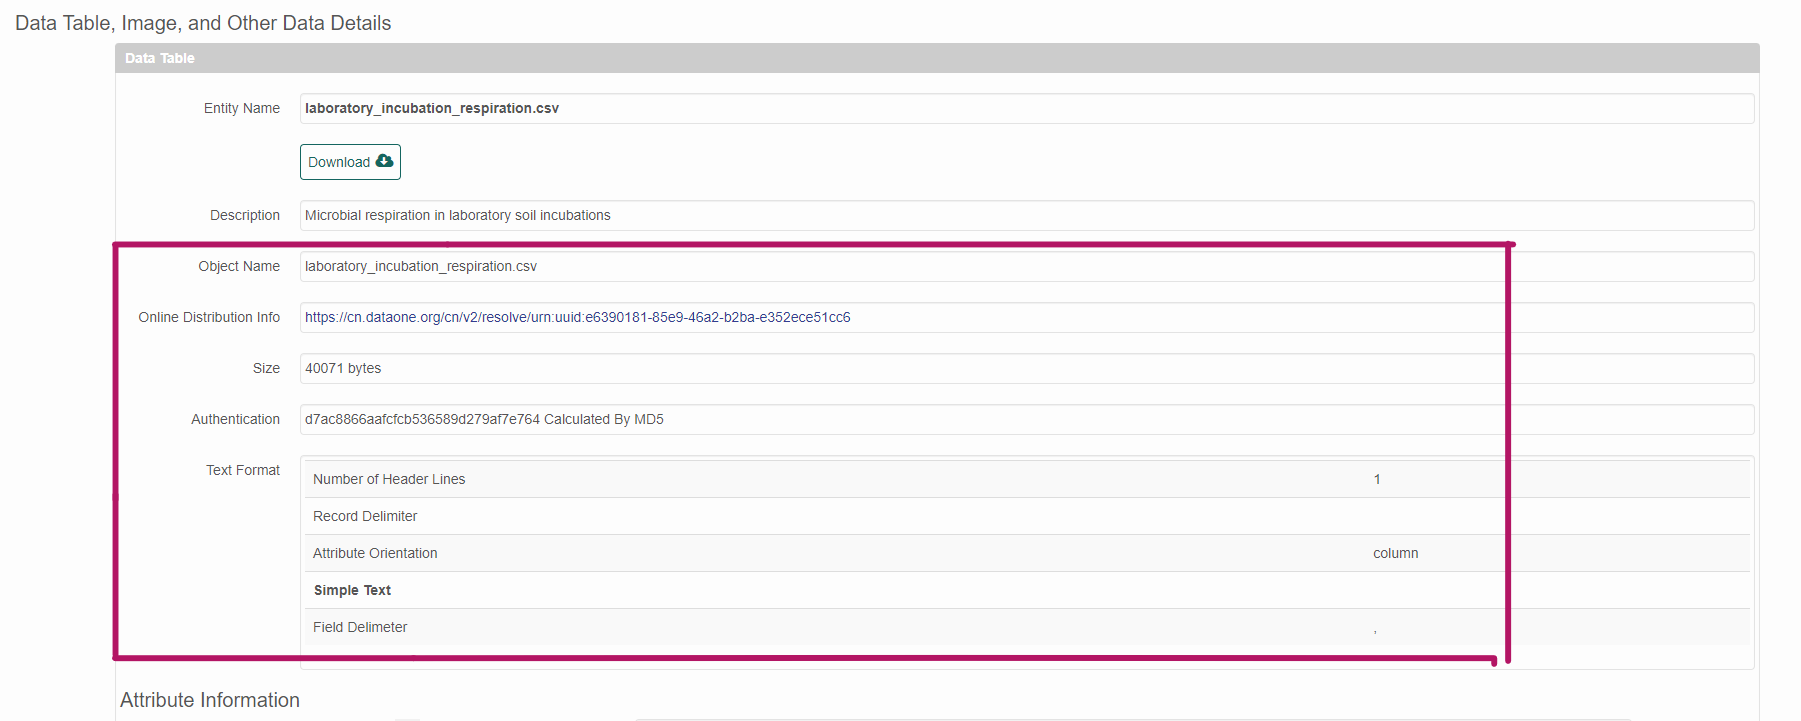 Data Table, Image, and Other Data Details
Data Table
Entity Name laboratory_incubation_respiration.csv
Download
Description Microbial respiration in laboratory soil incubations
Object Name laboratory_incubation_respiration.csv
Online Distribution Info https://cn.dataone.org/cn/v2/resolve/urn:uuid:e6390181-85e9-46a2-b2ba-e352ece51cc6
Size 40071 bytes
Authentication d7ac8866aafcfcb536589d279af7e764 Calculated By MD5
Text Format
Number of Header Lines 1
Record Delimiter
Attribute Orientation column
Simple Text
Field Delimeter ,
Attribute Information